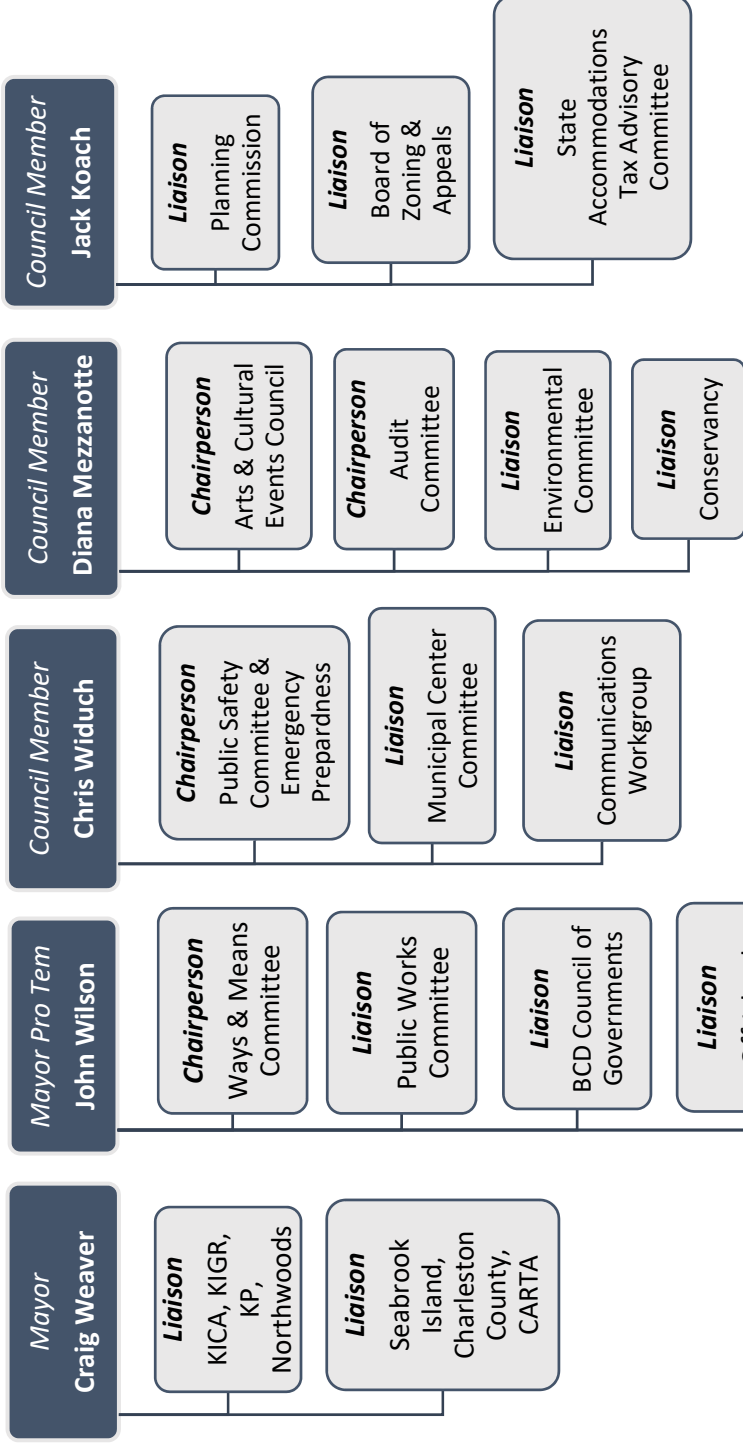 Mayor
Craig Weaver
Liaison
KICA, KIGR,
KP,
Northwoods
Liaison
Seabrook
Island,
Charleston
County,
CARTA
Mayor Pro Tem
John Wilson
Chairperson
Ways & Means
Committee
Liaison
Public Works
Committee
Liaison
BCD Council of
Governments
Liaison
Council Member
Chris Widuch
Chairperson
Public Safety
Committee &
Emergency
Prepardness
Liaison
Municipal Center
Committee
Liaison
Communications
Workgroup
Council Member
Diana Mezzanotte
Chairperson
Arts & Cultural
Events Council
Chairperson
Audit
Committee
Liaison
Environmental
Committee
Liaison
Conservancy
Council Member
Jack Koach
Liaison
Planning
Commission
Liaison
Board of
Zoning &
Appeals
Liaison
State
Accommodations
Tax Advisory
Committee